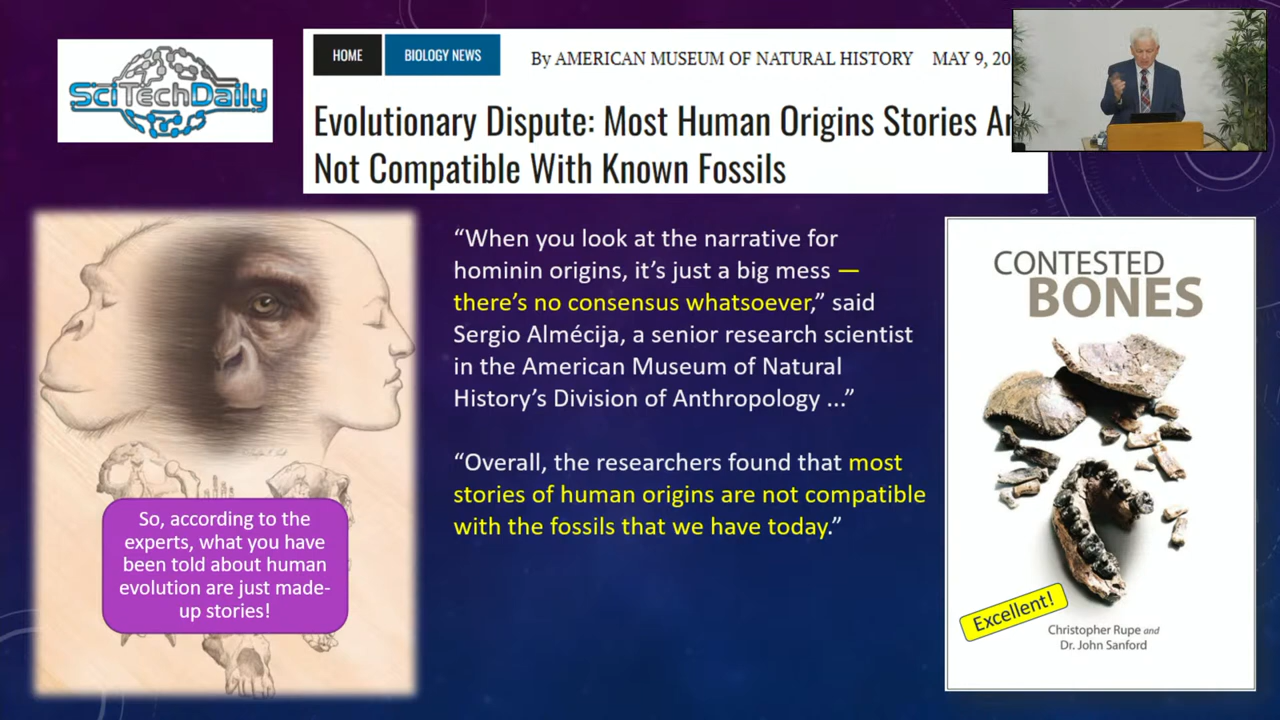 SciTechDaily
HOME
BIOLOGY NEWS
By AMERICAN MUSEUM OF NATURAL HISTORY MAY 9, 20
Evolutionary Dispute: Most Human Origins Stories Ar
Not Compatible With Known Fossils
“When you look at the narrative for
hominin origins, it’s just a big mess —
there’s no consensus whatsoever,” said
Sergio Almécija, a senior research scientist
in the American Museum of Natural
History’s Division of Anthropology ...”
“Overall, the researchers found that most
stories of human origins are not compatible
with the fossils that we have today.”
So, according to the
experts, what you have
been told about human
evolution are just made-
up stories!
CONTESTED
BONES
Excellent!
Christopher Rupe and
Dr. John Sanford